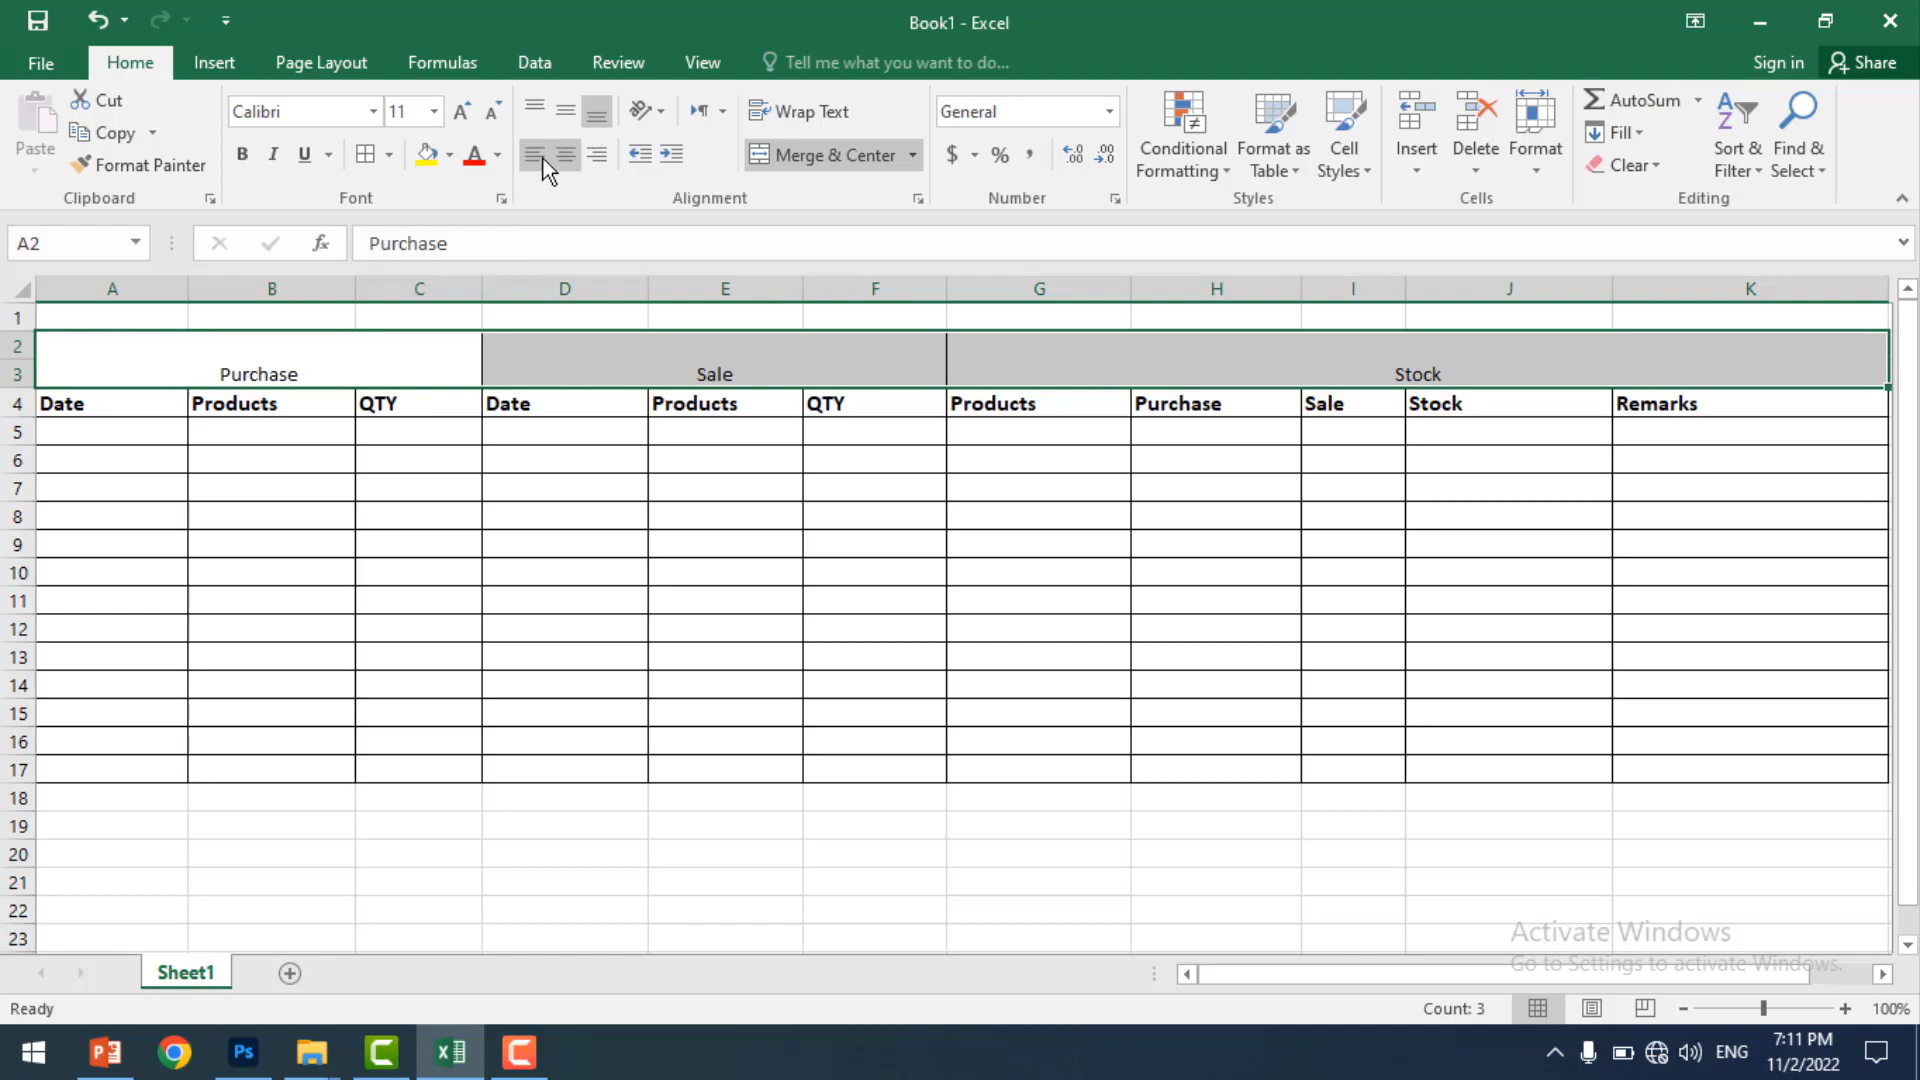 Book1 - Excel
File Home Insert Page Layout Formulas Data Review View Tell me what you want to do... Sign in Share
Paste Cut Copy Format Painter
Calibri 11
B I U A
Wrap Text
Merge & Center
General
$ % ,
Conditional Formatting Format as Table Cell Styles
Insert Delete Format
AutoSum Fill Clear
Sort & Filter Find & Select
Clipboard Font Alignment Number Styles Cells Editing
A2 fx Purchase
A B C D E F G H I J K
1
2
3 Purchase Sale Stock
4 Date Products QTY Date Products QTY Products Purchase Sale Stock Remarks
5
6
7
8
9
10
11
12
13
14
15
16
17
18
19
20
21
22
23
Activate Windows
Go to Settings to activate Windows.
Sheet1
Ready Count: 3 100%
Ps ENG 7:11 PM
11/2/2022